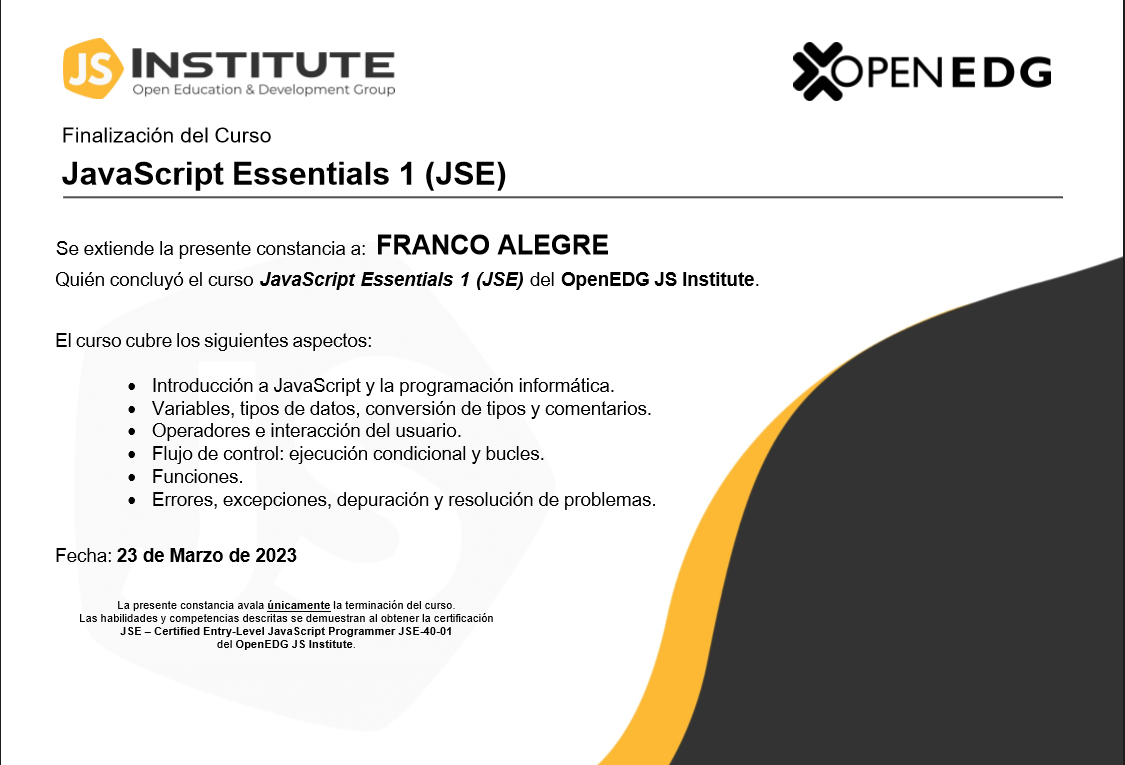 JS INSTITUTE
Open Education & Development Group
OPENEDG
Finalización del Curso
JavaScript Essentials 1 (JSE)
Se extiende la presente constancia a: FRANCO ALEGRE
Quién concluyó el curso JavaScript Essentials 1 (JSE) del OpenEDG JS Institute.
El curso cubre los siguientes aspectos:
• Introducción a JavaScript y la programación informática.
• Variables, tipos de datos, conversión de tipos y comentarios.
• Operadores e interacción del usuario.
• Flujo de control: ejecución condicional y bucles.
• Funciones.
• Errores, excepciones, depuración y resolución de problemas.
Fecha: 23 de Marzo de 2023
La presente constancia avala únicamente la terminación del curso.
Las habilidades y competencias descritas se demuestran al obtener la certificación
JSE – Certified Entry-Level JavaScript Programmer JSE-40-01
del OpenEDG JS Institute.